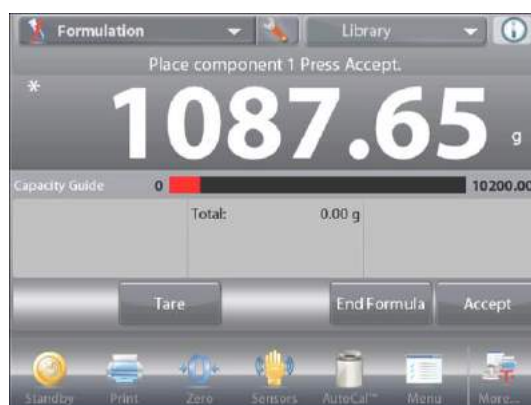 Formulation Library
Place component 1 Press Accept.
* 1087.65 g
Capacity Guide 0 10200.00
Total: 0.00 g
Tare End Formula Accept
Standby Print Zero Sensors AutoCal™ Menu More...